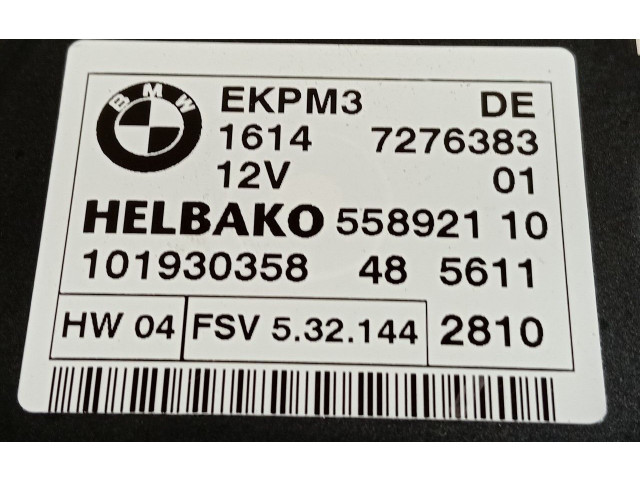 BMW EKPM3 DE
1614 7276383
12V 01
HELBAKO 558921 10
101930358 48 5611
HW 04 FSV 5.32.144 2810